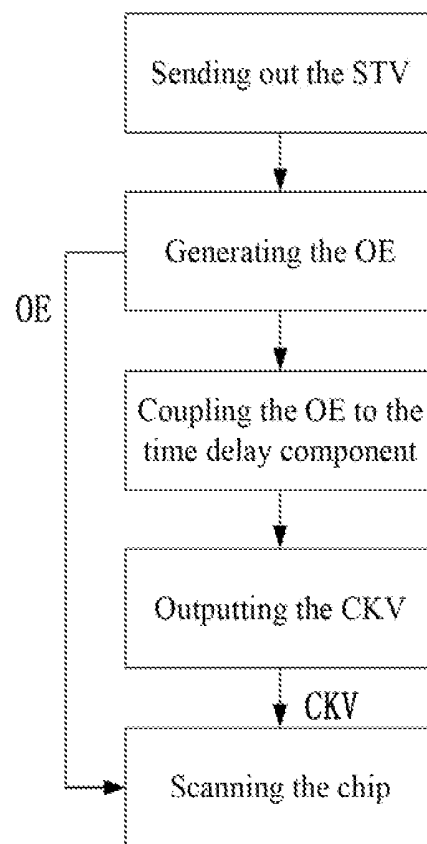 Sending out the STV
Generating the OE
OE
Coupling the OE to the
time delay component
Outputting the CKV
CKV
Scanning the chip